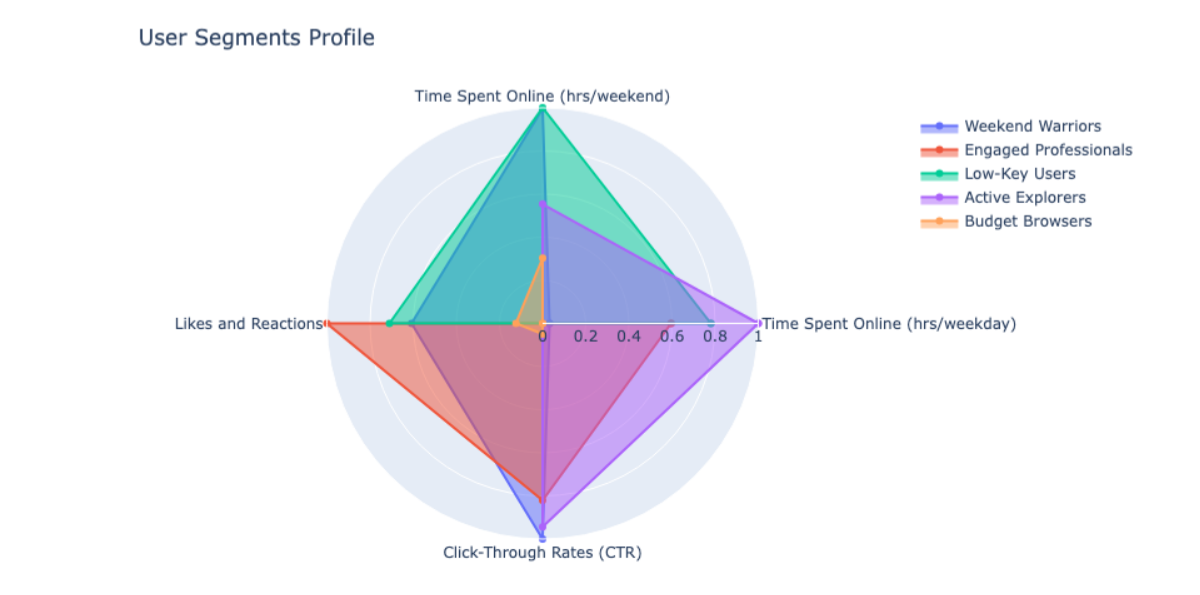 User Segments Profile
Time Spent Online (hrs/weekend)
Weekend Warriors
Engaged Professionals
Low-Key Users
Active Explorers
Budget Browsers
Likes and Reactions
Time Spent Online (hrs/weekday)
0 0.2 0.4 0.6 0.8 1
Click-Through Rates (CTR)